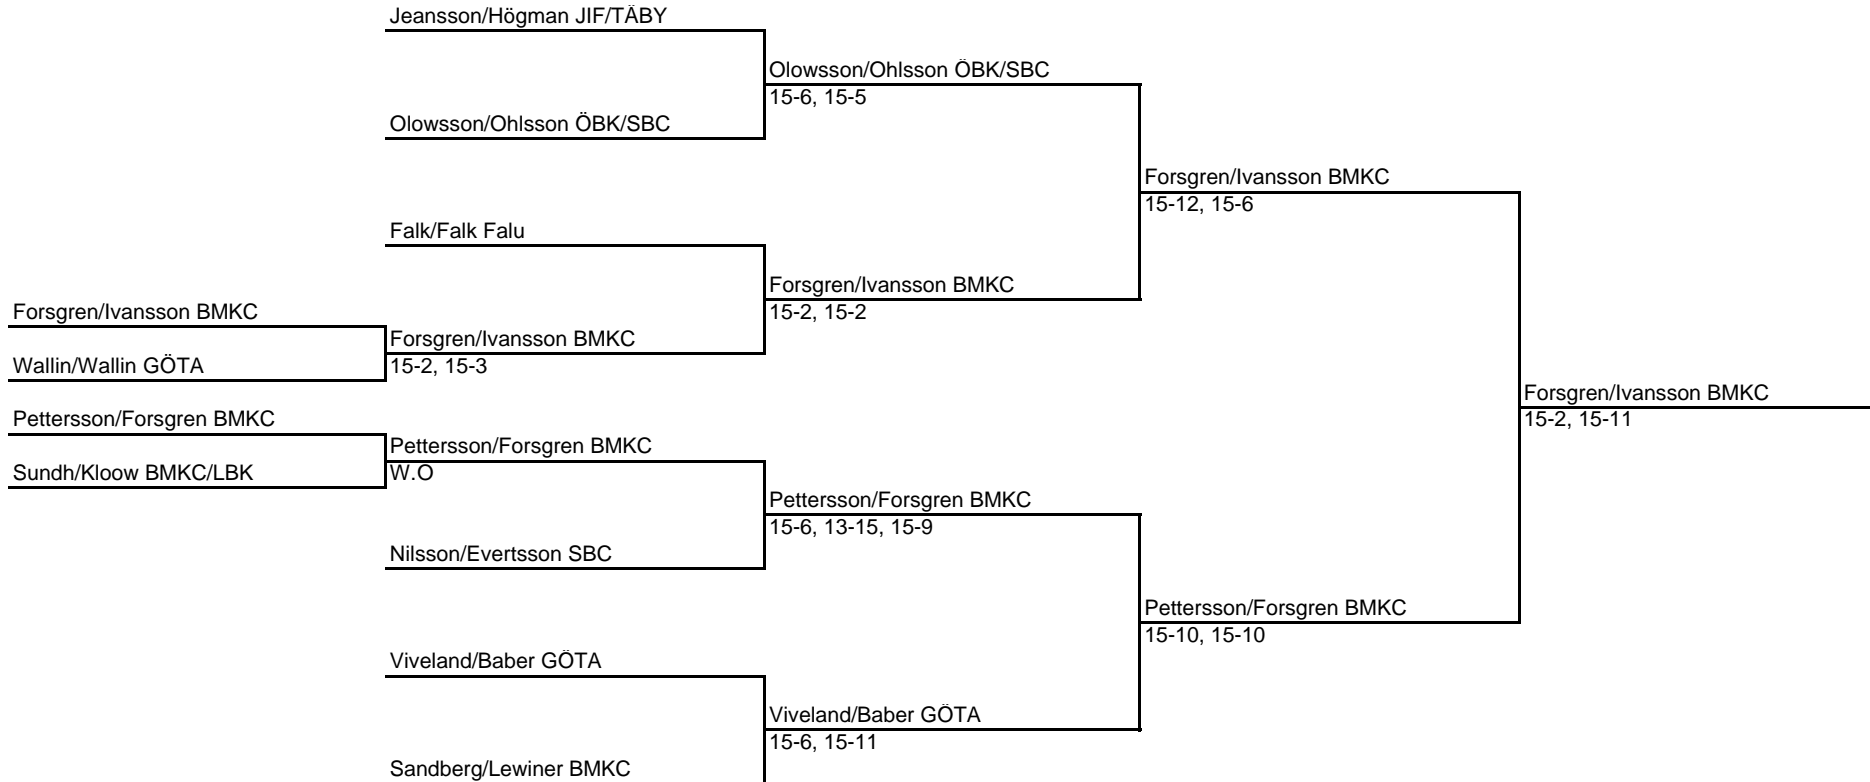 Jeansson/Högman JIF/TÄBY
Olowsson/Ohlsson ÖBK/SBC
15-6, 15-5
Olowsson/Ohlsson ÖBK/SBC
Forsgren/Ivansson BMKC
15-12, 15-6
Falk/Falk Falu
Forsgren/Ivansson BMKC
15-2, 15-2
Forsgren/Ivansson BMKC
Forsgren/Ivansson BMKC
15-2, 15-3
Wallin/Wallin GÖTA
Forsgren/Ivansson BMKC
15-2, 15-11
Pettersson/Forsgren BMKC
Pettersson/Forsgren BMKC
W.O
Sundh/Kloow BMKC/LBK
Pettersson/Forsgren BMKC
15-6, 13-15, 15-9
Nilsson/Evertsson SBC
Pettersson/Forsgren BMKC
15-10, 15-10
Viveland/Baber GÖTA
Viveland/Baber GÖTA
15-6, 15-11
Sandberg/Lewiner BMKC